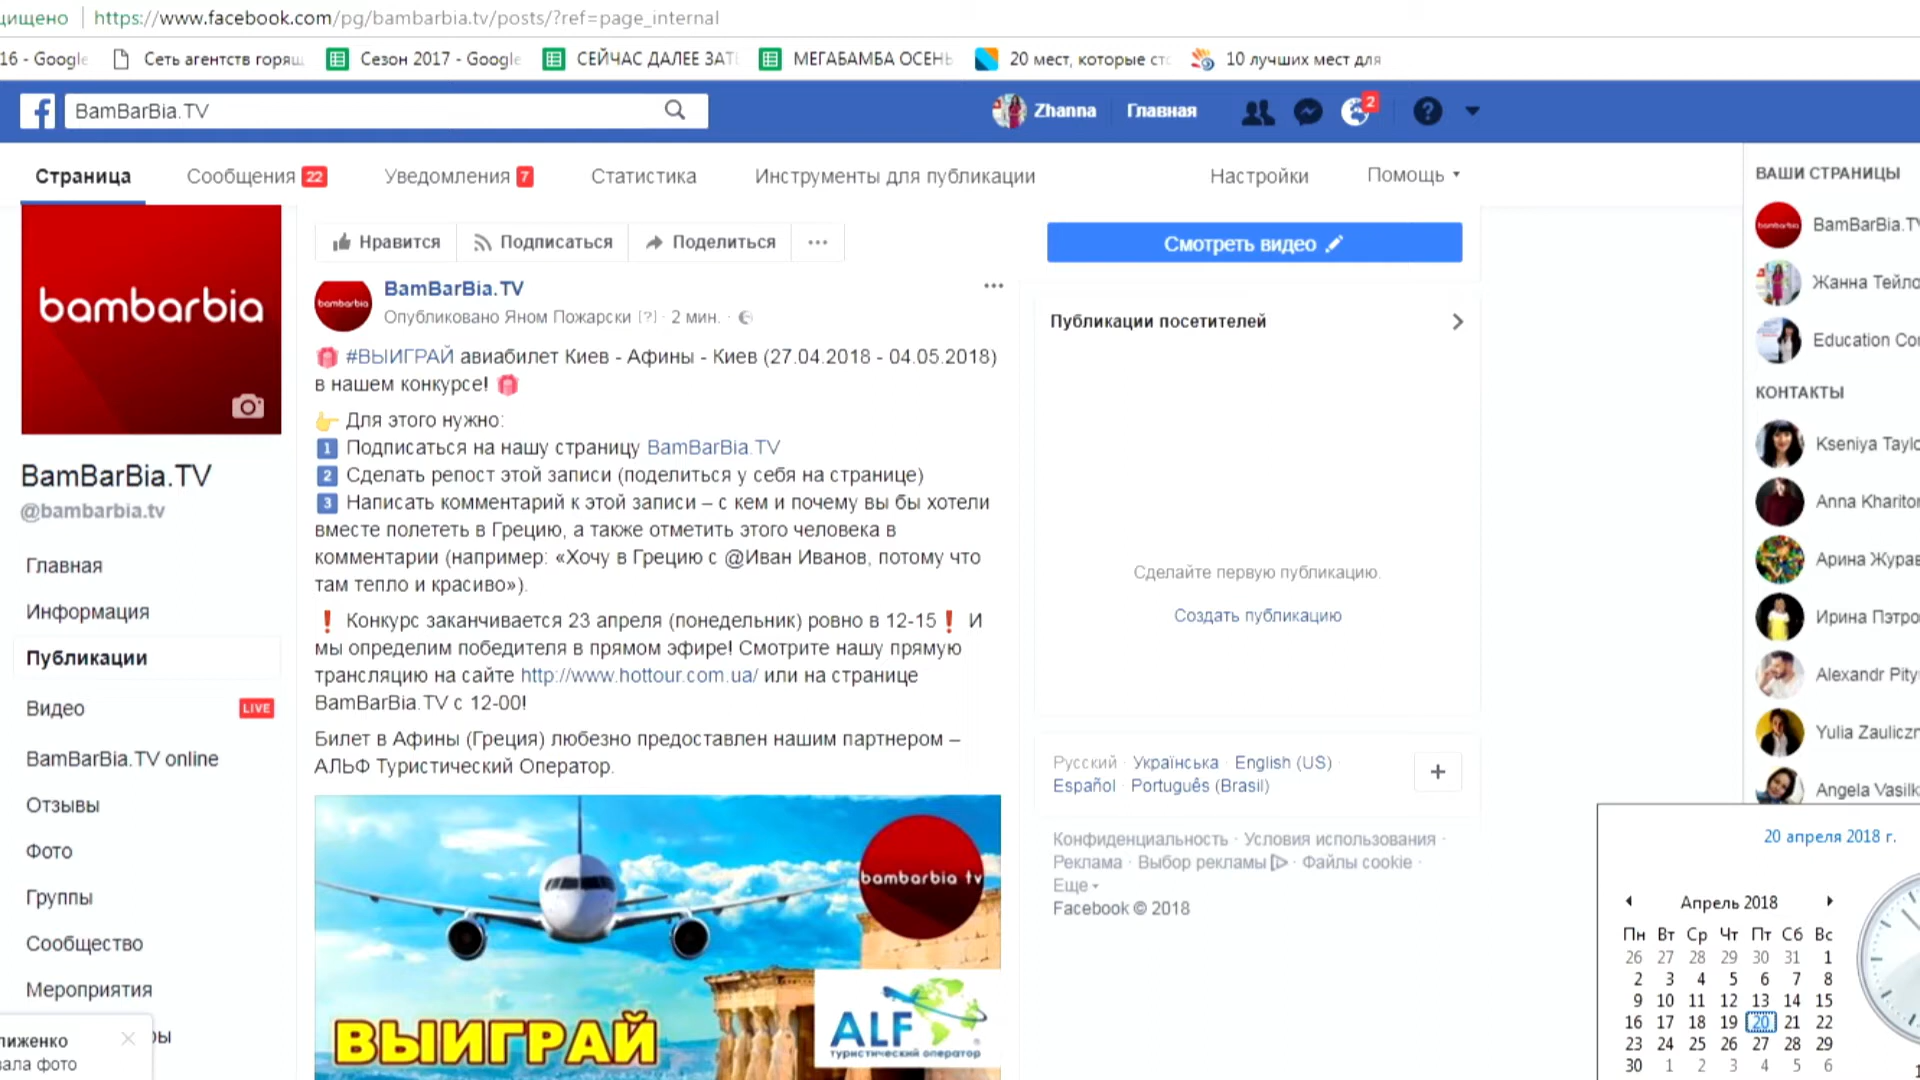 https://www.facebook.com/pg/bambarbia.tv/posts/?ref=page_internal
16 - Google
Сеть агентств горящ
Сезон 2017 - Google
СЕЙЧАС ДАЛЕЕ ЗАТ
МЕГАБАМБА ОСЕНЬ
20 мест, которые сто
10 лучших мест для
BamBarBia.TV
Zhanna
Главная
2
Страница
Сообщения 22
Уведомления 7
Статистика
Инструменты для публикации
Настройки
Помощь
bambarbia
BamBarBia.TV
@bambarbia.tv
Главная
Информация
Публикации
Видео LIVE
BamBarBia.TV online
Отзывы
Фото
Группы
Сообщество
Мероприятия
лиженко
ала фото
ры
Нравится
Подписаться
Поделиться
bambarbia
BamBarBia.TV
Опубликовано Яном Пожарски [?] · 2 мин. ·
#ВЫИГРАЙ авиабилет Киев - Афины - Киев (27.04.2018 - 04.05.2018)
в нашем конкурсе!
Для этого нужно:
1 Подписаться на нашу страницу BamBarBia.TV
2 Сделать репост этой записи (поделиться у себя на странице)
3 Написать комментарий к этой записи – с кем и почему вы бы хотели
вместе полететь в Грецию, а также отметить этого человека в
комментарии (например: «Хочу в Грецию с @Иван Иванов, потому что
там тепло и красиво»).
❗ Конкурс заканчивается 23 апреля (понедельник) ровно в 12-15❗ И
мы определим победителя в прямом эфире! Смотрите нашу прямую
трансляцию на сайте http://www.hottour.com.ua/ или на странице
BamBarBia.TV с 12-00!
Билет в Афины (Греция) любезно предоставлен нашим партнером –
АЛЬФ Туристический Оператор.
bambarbia tv
ВЫИГРАЙ
ALF
туристический оператор
Смотреть видео
Публикации посетителей
Сделайте первую публикацию.
Создать публикацию
Русский · Українська · English (US) ·
Español · Português (Brasil)
Конфиденциальность · Условия использования ·
Реклама · Выбор рекламы · Файлы cookie ·
Еще
Facebook © 2018
ВАШИ СТРАНИЦЫ
BamBarBia.TV
Жанна Тейло
Education Co
КОНТАКТЫ
Kseniya Taylo
Anna Khariton
Арина Журав
Ирина Пэтро
Alexandr Pity
Yulia Zauliczn
Angela Vasilk
20 апреля 2018 г.
Апрель 2018
Пн Вт Ср Чт Пт Сб Вс
26 27 28 29 30 31 1
2 3 4 5 6 7 8
9 10 11 12 13 14 15
16 17 18 19 20 21 22
23 24 25 26 27 28 29
30 1 2 3 4 5 6